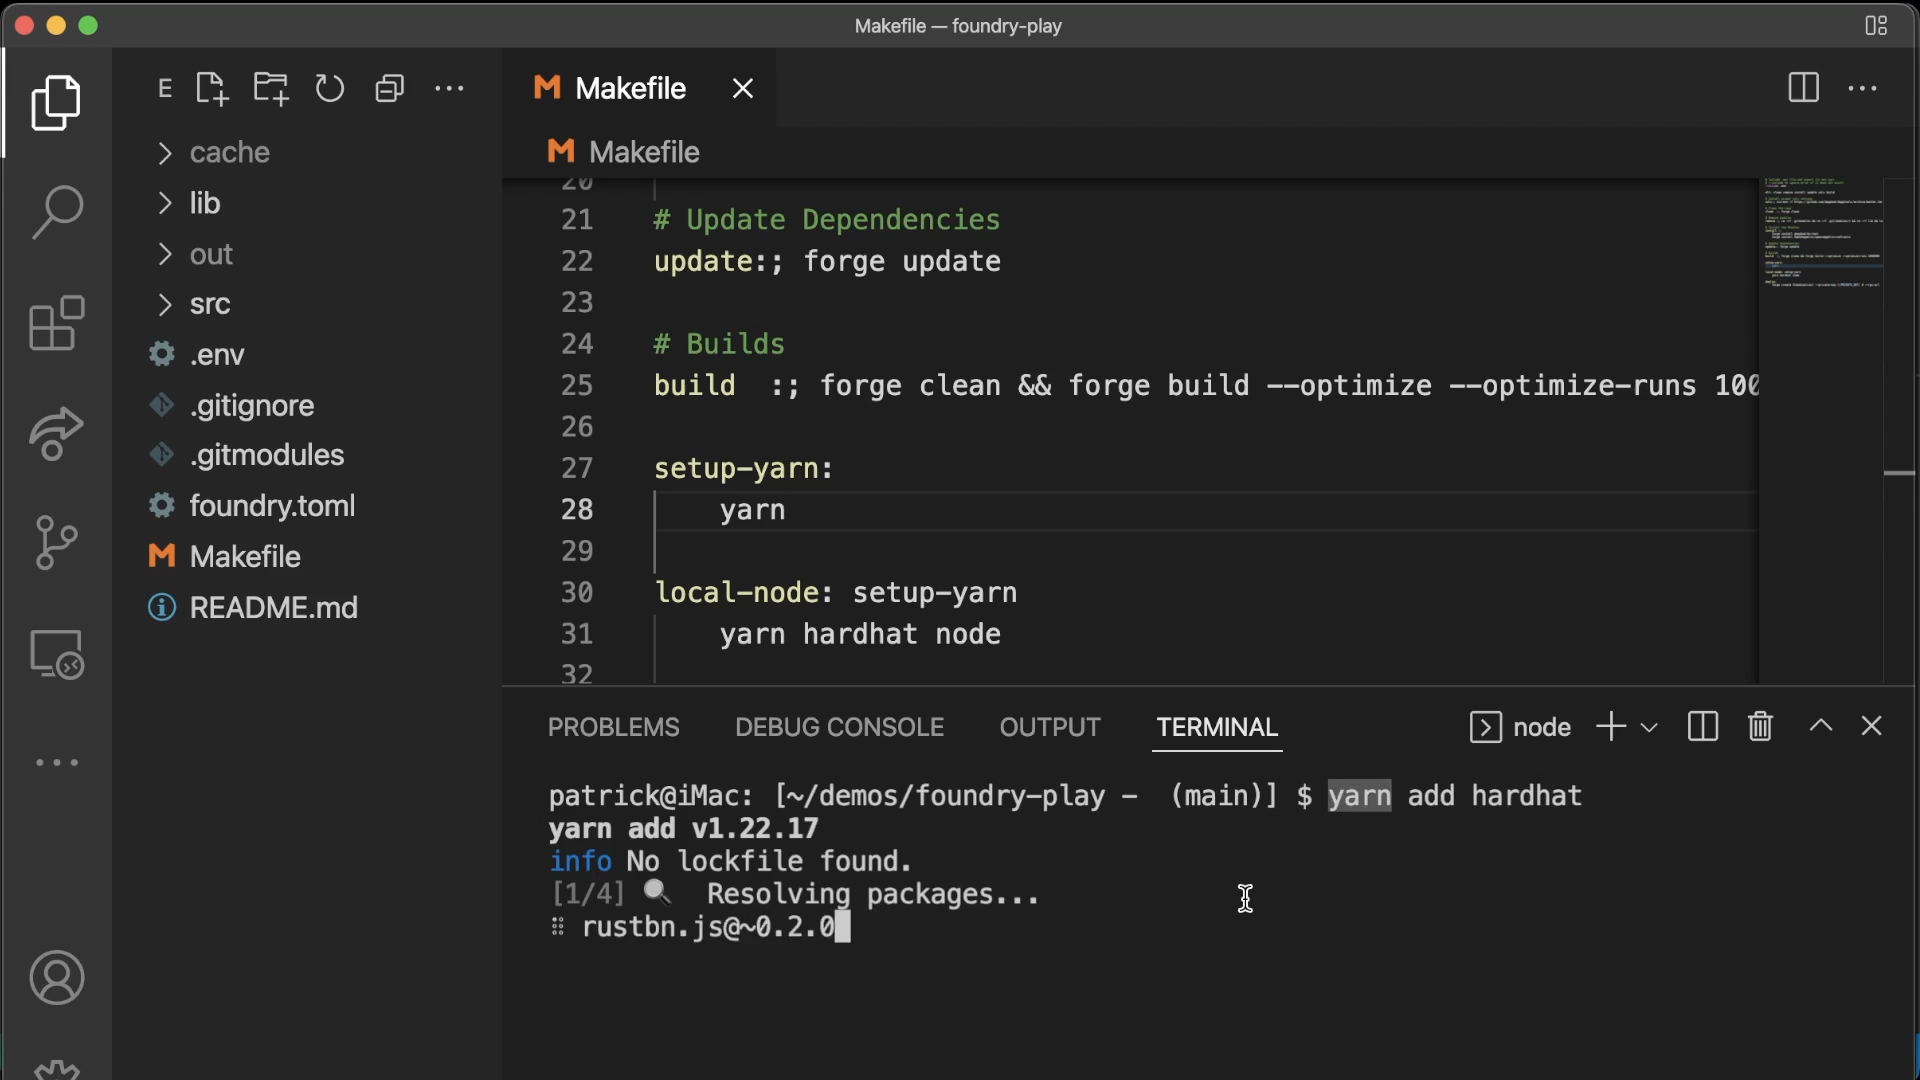 Makefile — foundry-play
E
M Makefile
M Makefile
cache
lib
out
src
.env
.gitignore
.gitmodules
foundry.toml
M Makefile
README.md
20
21 # Update Dependencies
22 update:; forge update
23
24 # Builds
25 build  :; forge clean && forge build --optimize --optimize-runs 100
26
27 setup-yarn:
28     yarn
29
30 local-node: setup-yarn
31     yarn hardhat node
32
PROBLEMS DEBUG CONSOLE OUTPUT TERMINAL node
patrick@iMac: [~/demos/foundry-play -  (main)] $ yarn add hardhat
yarn add v1.22.17
info No lockfile found.
[1/4] 🔍  Resolving packages...
⠿ rustbn.js@~0.2.0